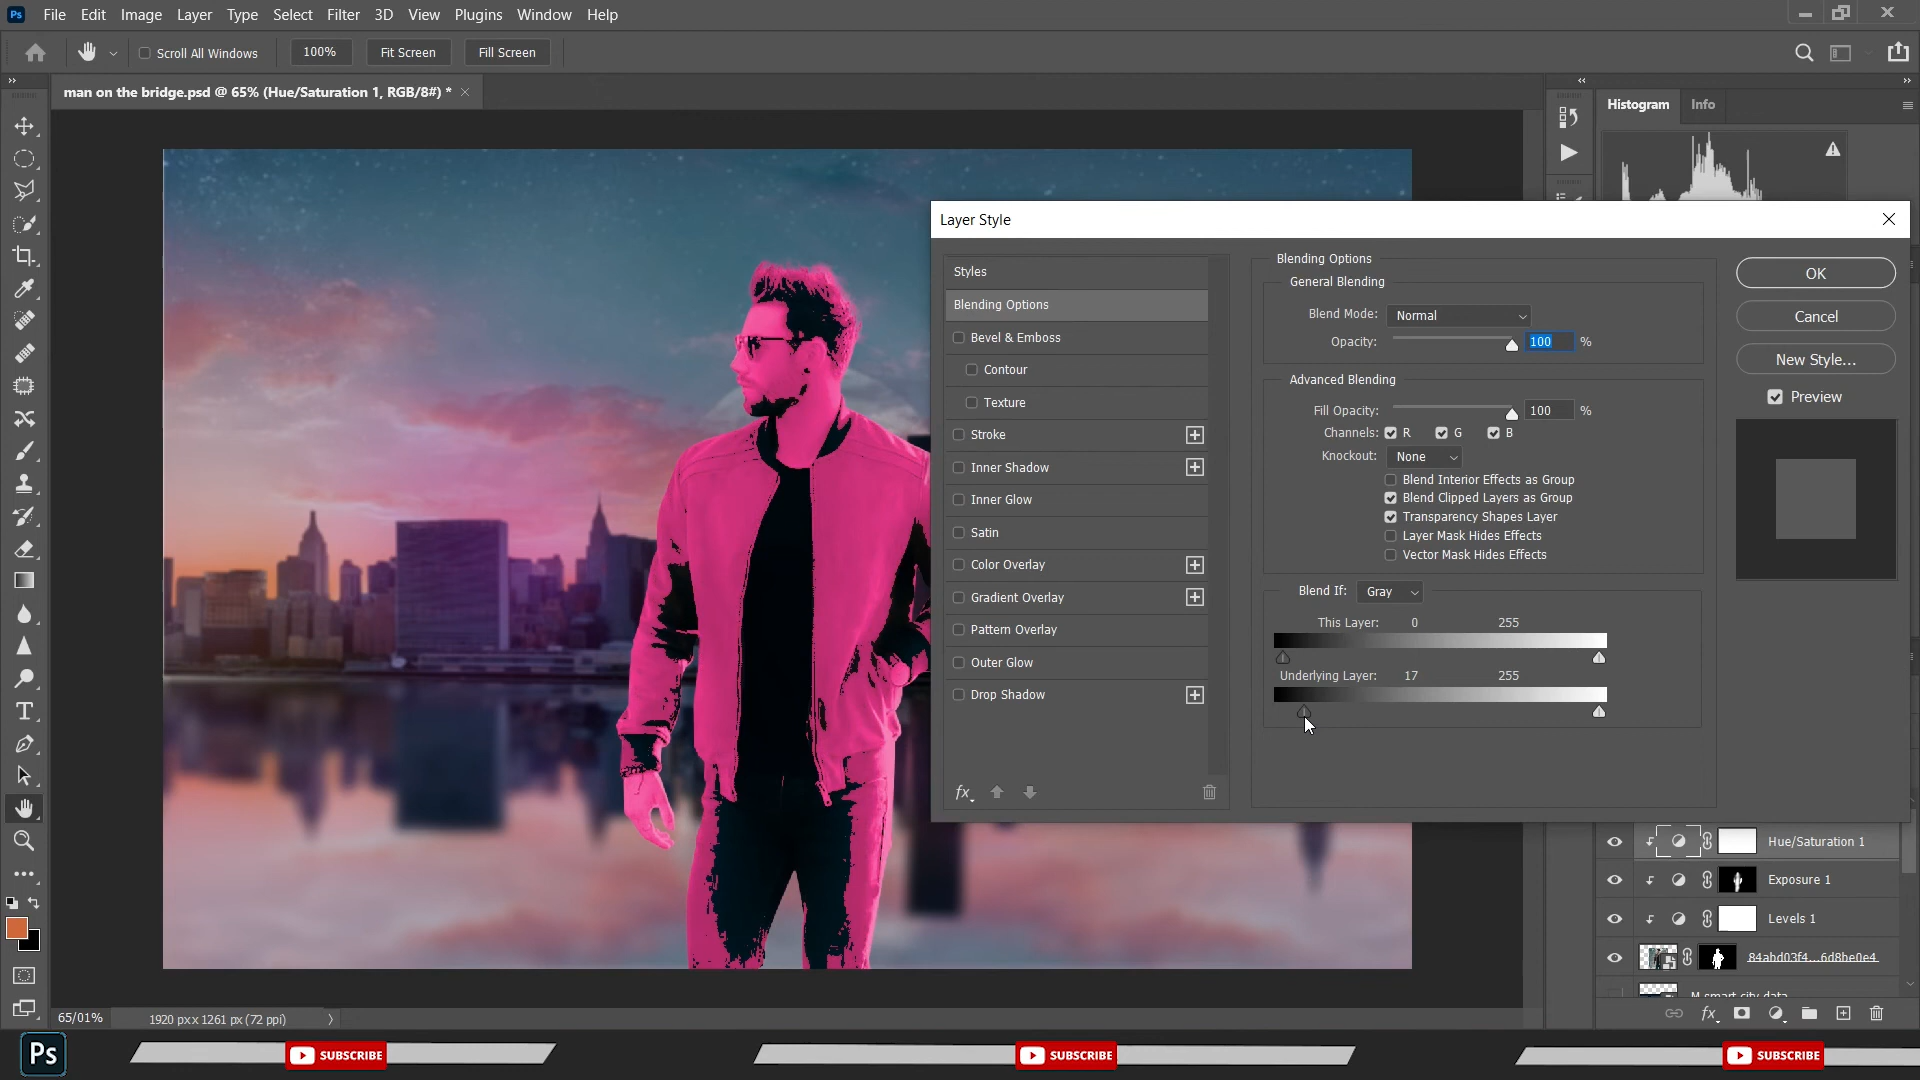 Ps File Edit Image Layer Type Select Filter 3D View Plugins Window Help
Scroll All Windows 100% Fit Screen Fill Screen
man on the bridge.psd @ 65% (Hue/Saturation 1, RGB/8#) *
Histogram Info
Layer Style
Styles
Blending Options
Bevel & Emboss
Contour
Texture
Stroke
Inner Shadow
Inner Glow
Satin
Color Overlay
Gradient Overlay
Pattern Overlay
Outer Glow
Drop Shadow
fx
Blending Options
General Blending
Blend Mode: Normal
Opacity: 100 %
Advanced Blending
Fill Opacity: 100 %
Channels: R G B
Knockout: None
Blend Interior Effects as Group
Blend Clipped Layers as Group
Transparency Shapes Layer
Layer Mask Hides Effects
Vector Mask Hides Effects
Blend If: Gray
This Layer: 0 255
Underlying Layer: 17 255
OK
Cancel
New Style...
Preview
Hue/Saturation 1
Exposure 1
Levels 1
84abd03f4...6d8be0e4
M smart city data
fx
65/01% 1920 px x 1261 px (72 ppi)
Ps SUBSCRIBE SUBSCRIBE SUBSCRIBE